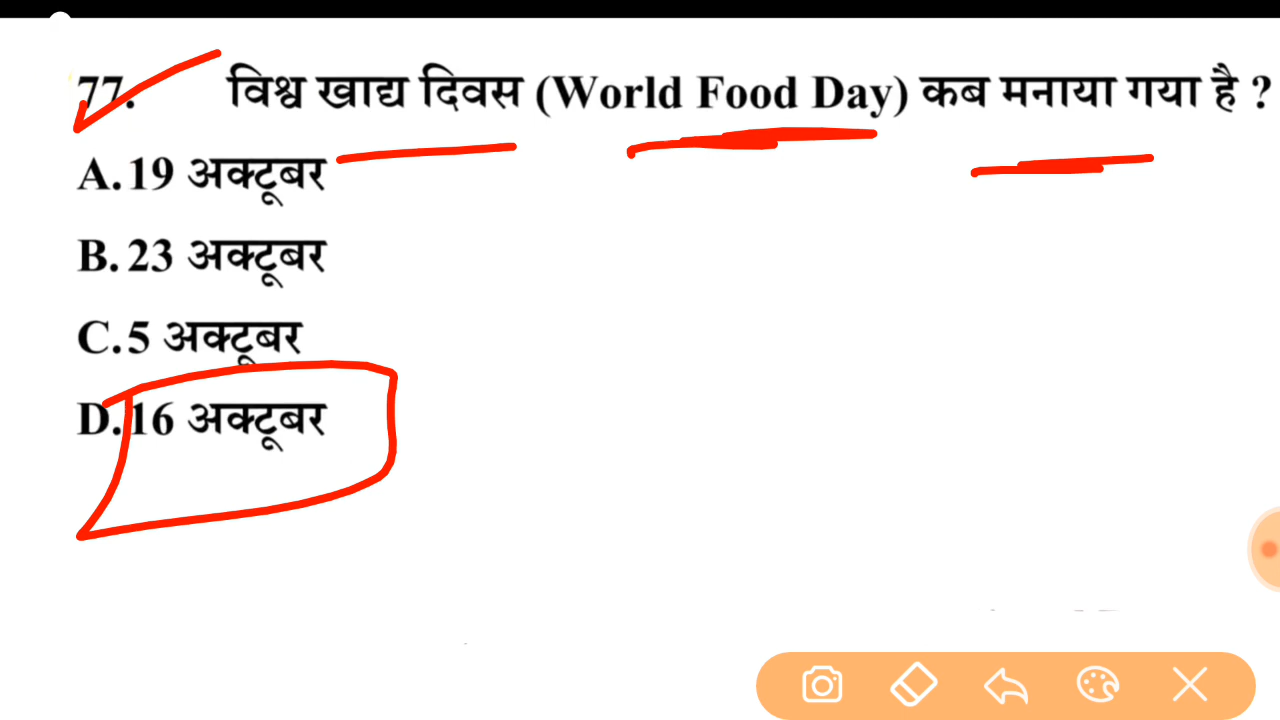 77. विश्व खाद्य दिवस (World Food Day) कब मनाया गया है ?
A. 19 अक्टूबर
B. 23 अक्टूबर
C. 5 अक्टूबर
D. 16 अक्टूबर